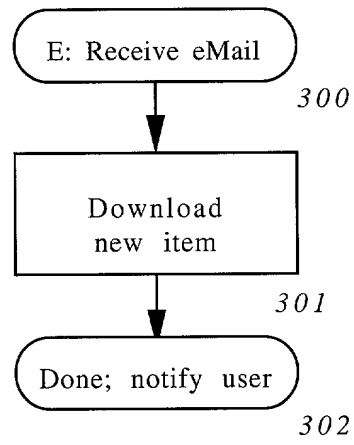 E: Receive eMail
300
Download
new item
301
Done; notify user
302